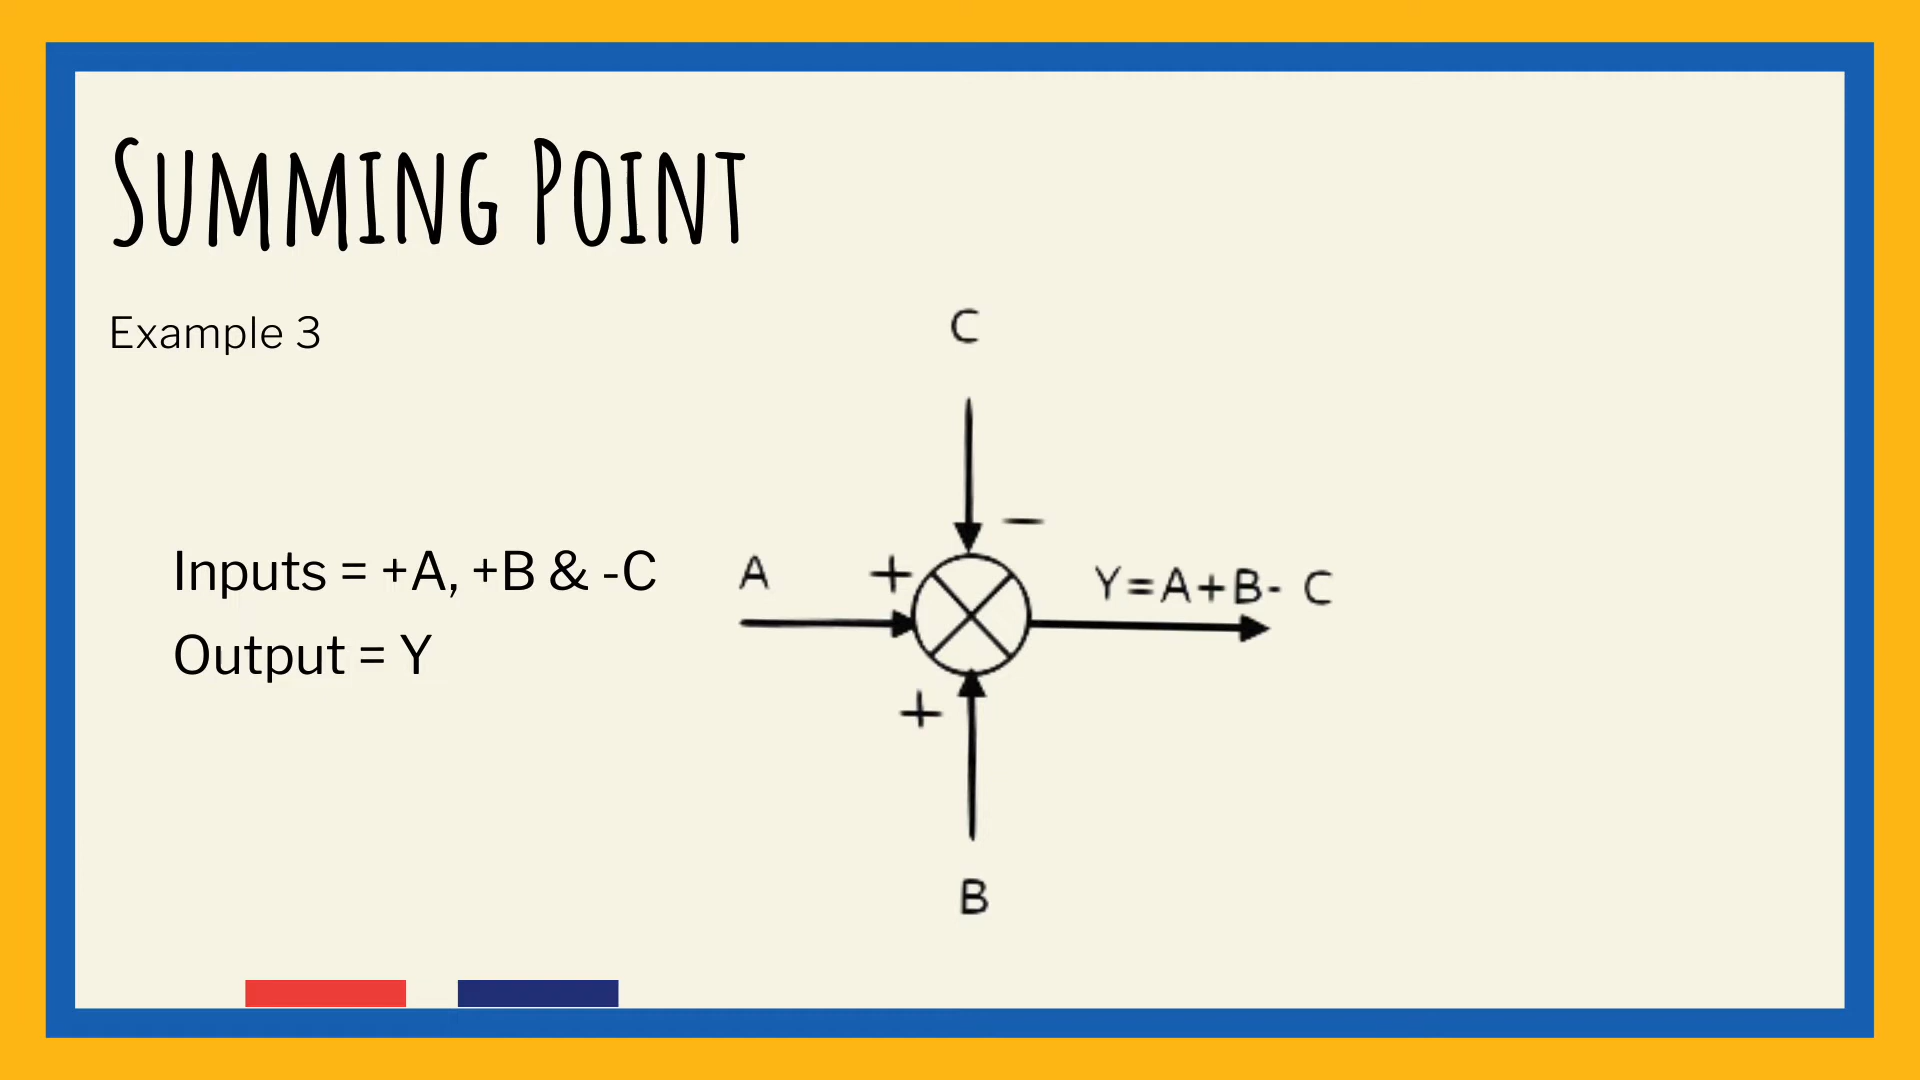 Summing Point
Example 3
C
−
Inputs = +A, +B & -C
A
+
Y=A+B- C
Output = Y
+
B